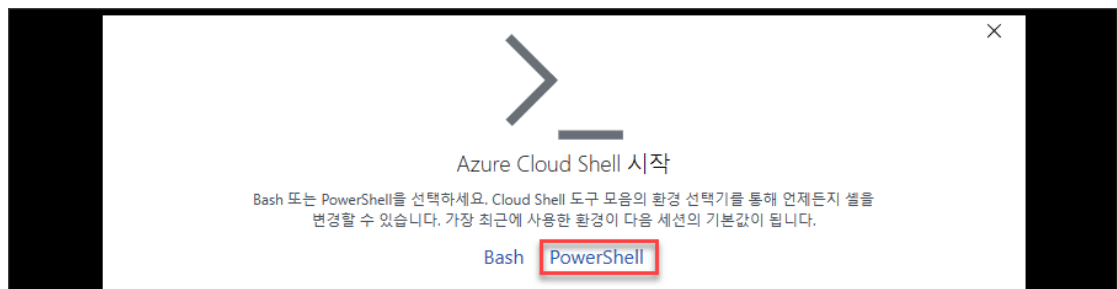 Azure Cloud Shell 시작
Bash 또는 PowerShell을 선택하세요. Cloud Shell 도구 모음의 환경 선택기를 통해 언제든지 셸을
변경할 수 있습니다. 가장 최근에 사용한 환경이 다음 세션의 기본값이 됩니다.
Bash PowerShell